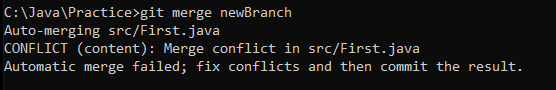 C:\Java\Practice>git merge newBranch
Auto-merging src/First.java
CONFLICT (content): Merge conflict in src/First.java
Automatic merge failed; fix conflicts and then commit the result.